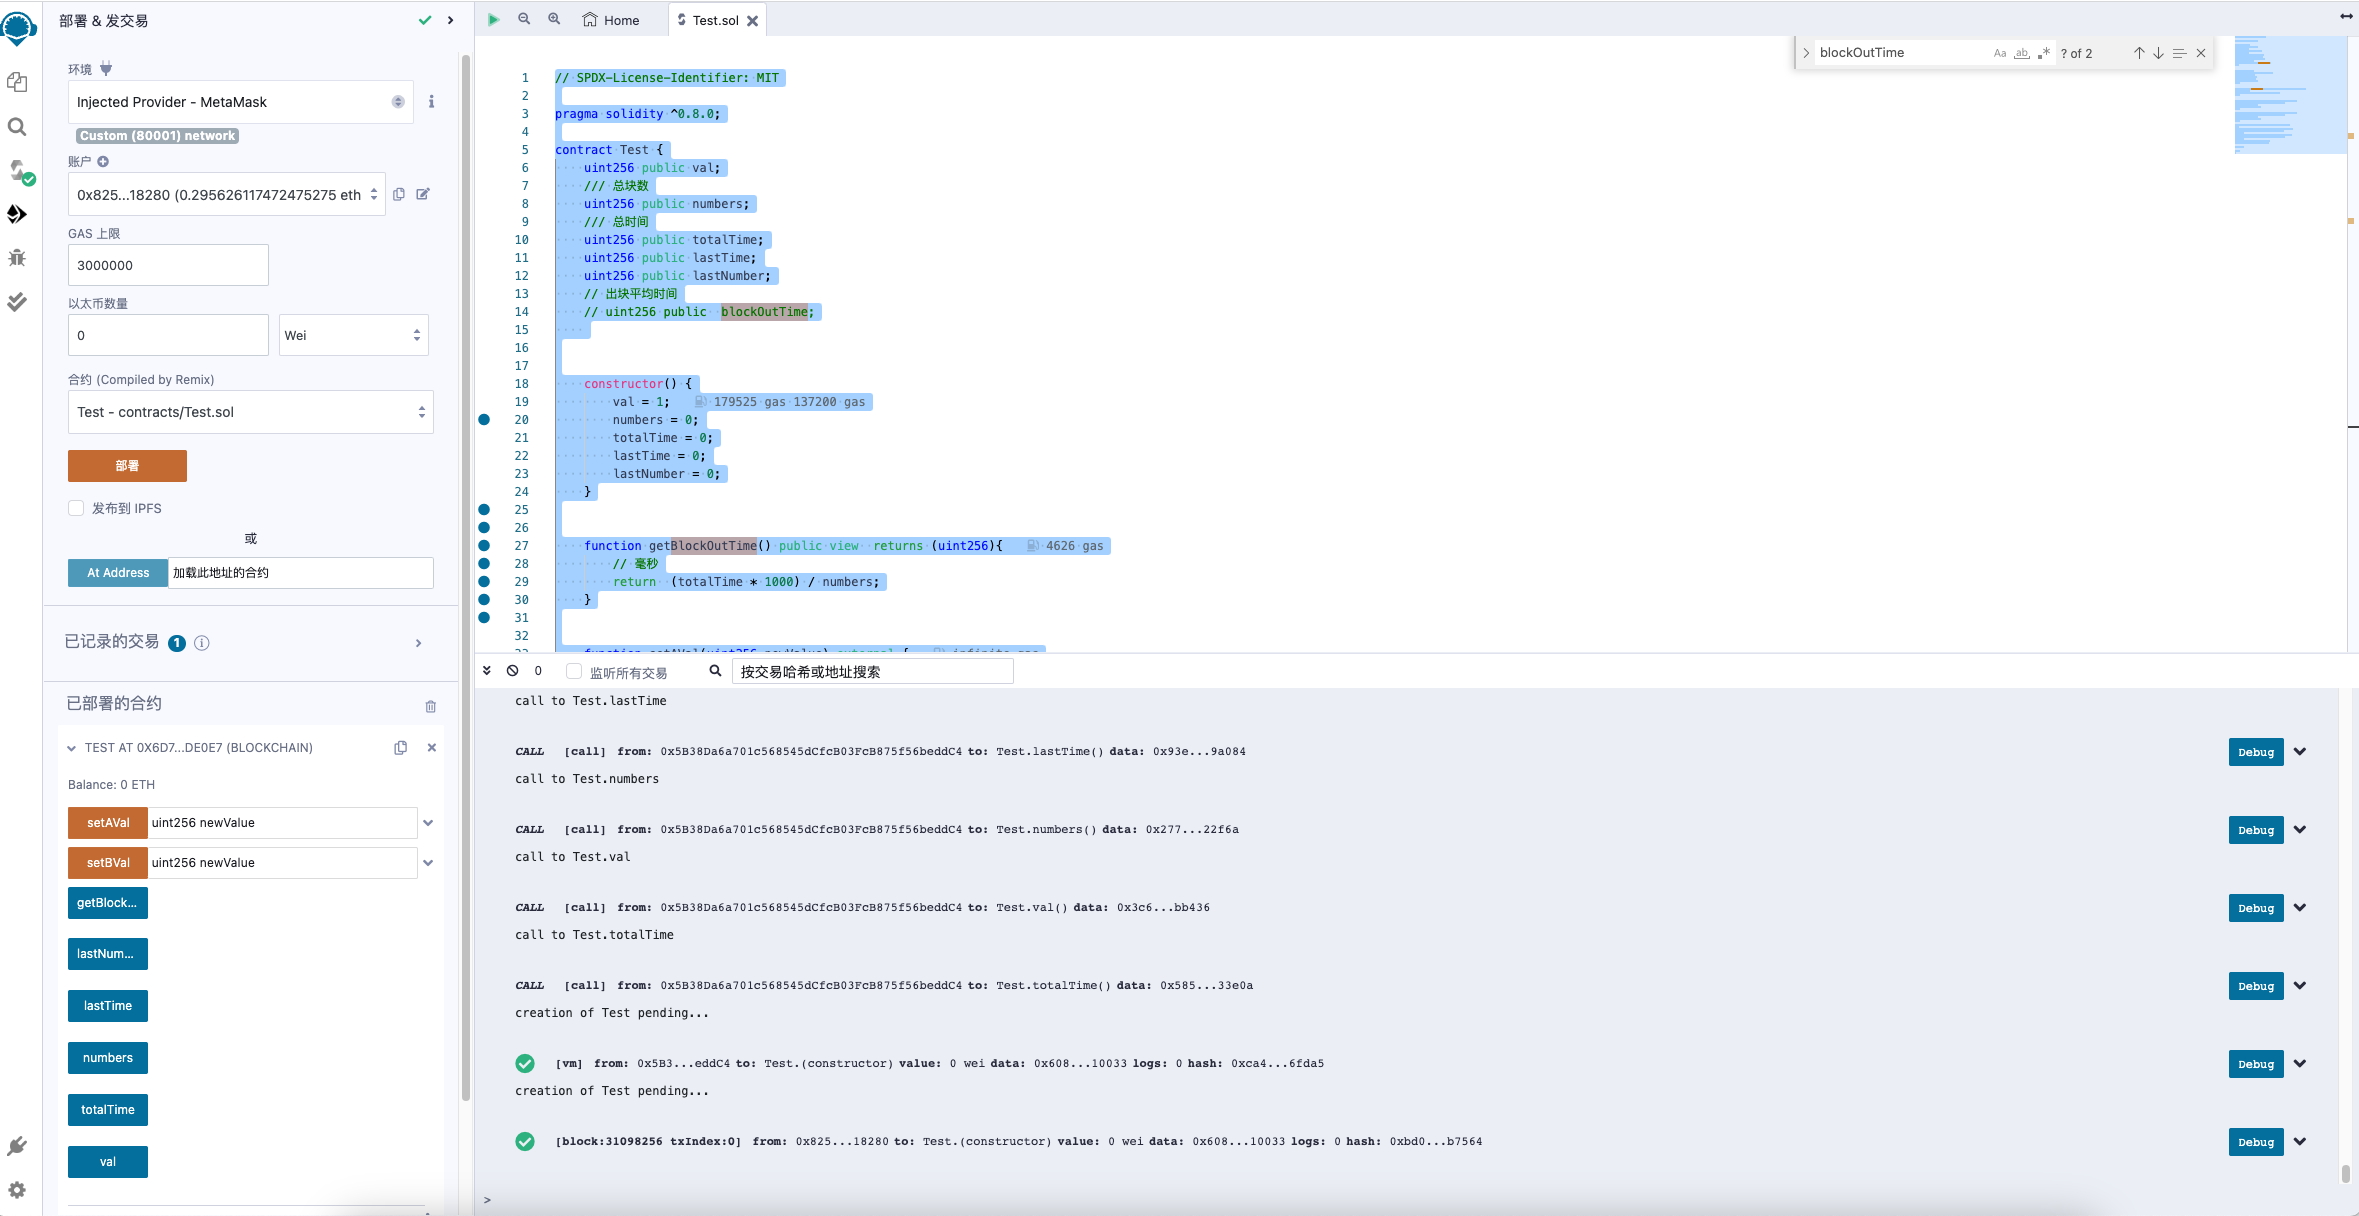 部署 & 发交易
环境
Injected Provider - MetaMask
Custom (80001) network
账户
0x825...18280 (0.295626117472475275 eth
GAS 上限
3000000
以太币数量
0
Wei
合约 (Compiled by Remix)
Test - contracts/Test.sol
部署
发布到 IPFS
或
At Address
加载此地址的合约
已记录的交易 1
已部署的合约
TEST AT 0X6D7...DE0E7 (BLOCKCHAIN)
Balance: 0 ETH
setAVal
uint256 newValue
setBVal
uint256 newValue
getBlock...
lastNum...
lastTime
numbers
totalTime
val
Home
Test.sol
blockOutTime
Aa
ab
? of 2
1 // SPDX-License-Identifier: MIT
2
3 pragma solidity ^0.8.0;
4
5 contract Test {
6 uint256 public val;
7 /// 总块数
8 uint256 public numbers;
9 /// 总时间
10 uint256 public totalTime;
11 uint256 public lastTime;
12 uint256 public lastNumber;
13 // 出块平均时间
14 // uint256 public  blockOutTime;
15
16
17
18 constructor() {
19 val = 1; 179525 gas 137200 gas
20 numbers = 0;
21 totalTime = 0;
22 lastTime = 0;
23 lastNumber = 0;
24 }
25
26
27 function getBlockOutTime() public view  returns (uint256){ 4626 gas
28 // 毫秒
29 return  (totalTime * 1000) / numbers;
30 }
31
32
33 function setAVal(uint256 newValue) external { infinite gas
0
监听所有交易
按交易哈希或地址搜索
call to Test.lastTime
CALL [call] from: 0x5B38Da6a701c568545dCfcB03FcB875f56beddC4 to: Test.lastTime() data: 0x93e...9a084
Debug
call to Test.numbers
CALL [call] from: 0x5B38Da6a701c568545dCfcB03FcB875f56beddC4 to: Test.numbers() data: 0x277...22f6a
Debug
call to Test.val
CALL [call] from: 0x5B38Da6a701c568545dCfcB03FcB875f56beddC4 to: Test.val() data: 0x3c6...bb436
Debug
call to Test.totalTime
CALL [call] from: 0x5B38Da6a701c568545dCfcB03FcB875f56beddC4 to: Test.totalTime() data: 0x585...33e0a
Debug
creation of Test pending...
[vm] from: 0x5B3...eddC4 to: Test.(constructor) value: 0 wei data: 0x608...10033 logs: 0 hash: 0xca4...6fda5
Debug
creation of Test pending...
[block:31098256 txIndex:0] from: 0x825...18280 to: Test.(constructor) value: 0 wei data: 0x608...10033 logs: 0 hash: 0xbd0...b7564
Debug
>